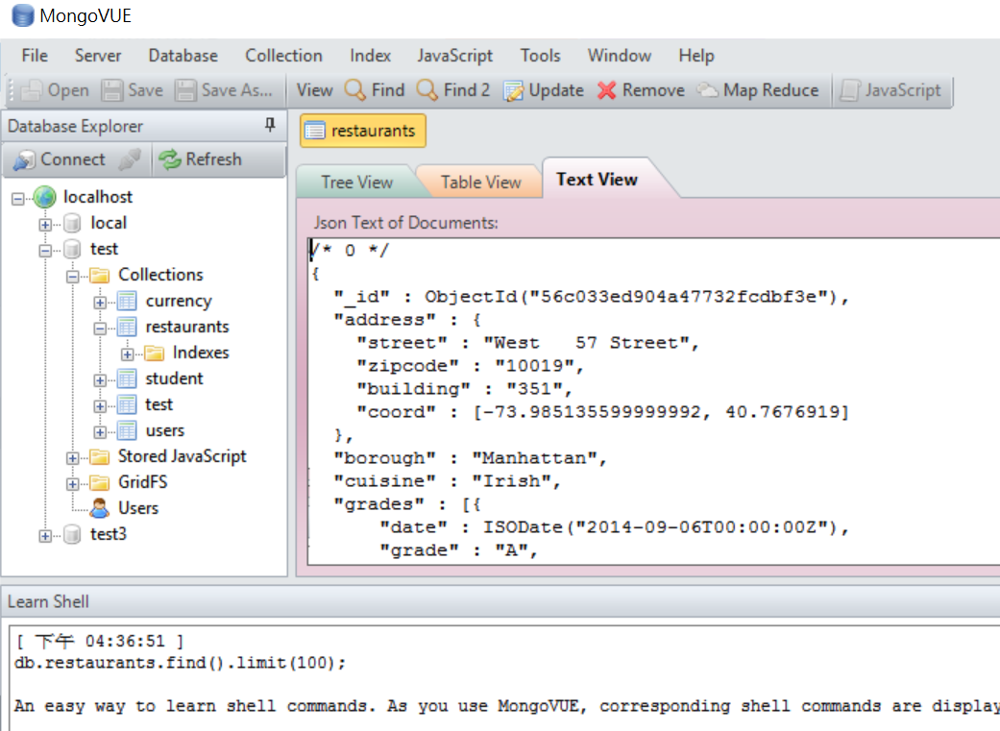 MongoVUE
File Server Database Collection Index JavaScript Tools Window Help
Open Save Save As... View Find Find 2 Update Remove Map Reduce JavaScript
Database Explorer
Connect Refresh
localhost
local
test
Collections
currency
restaurants
Indexes
student
test
users
Stored JavaScript
GridFS
Users
test3
restaurants
Tree View Table View Text View
Json Text of Documents:
/* 0 */
{
  "_id" : ObjectId("56c033ed904a47732fcdbf3e"),
  "address" : {
    "street" : "West   57 Street",
    "zipcode" : "10019",
    "building" : "351",
    "coord" : [-73.985135599999992, 40.7676919]
  },
  "borough" : "Manhattan",
  "cuisine" : "Irish",
  "grades" : [{
      "date" : ISODate("2014-09-06T00:00:00Z"),
      "grade" : "A",
Learn Shell
[ 下午 04:36:51 ]
db.restaurants.find().limit(100);
An easy way to learn shell commands. As you use MongoVUE, corresponding shell commands are display